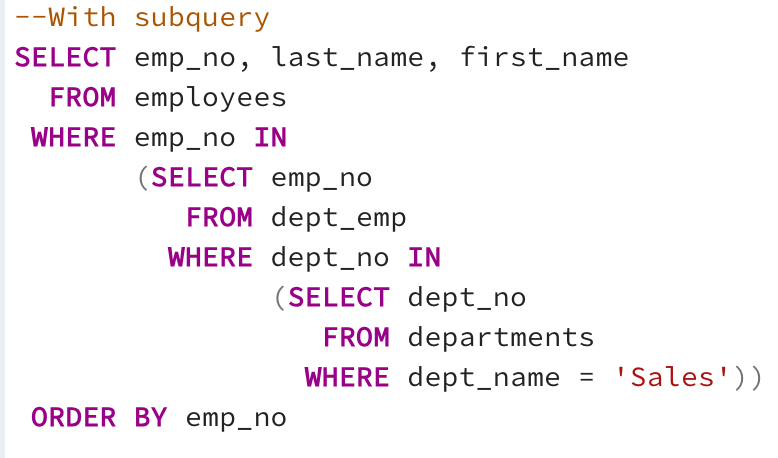 --With subquery
SELECT emp_no, last_name, first_name
FROM employees
WHERE emp_no IN
(SELECT emp_no
FROM dept_emp
WHERE dept_no IN
(SELECT dept_no
FROM departments
WHERE dept_name = 'Sales'))
ORDER BY emp_no